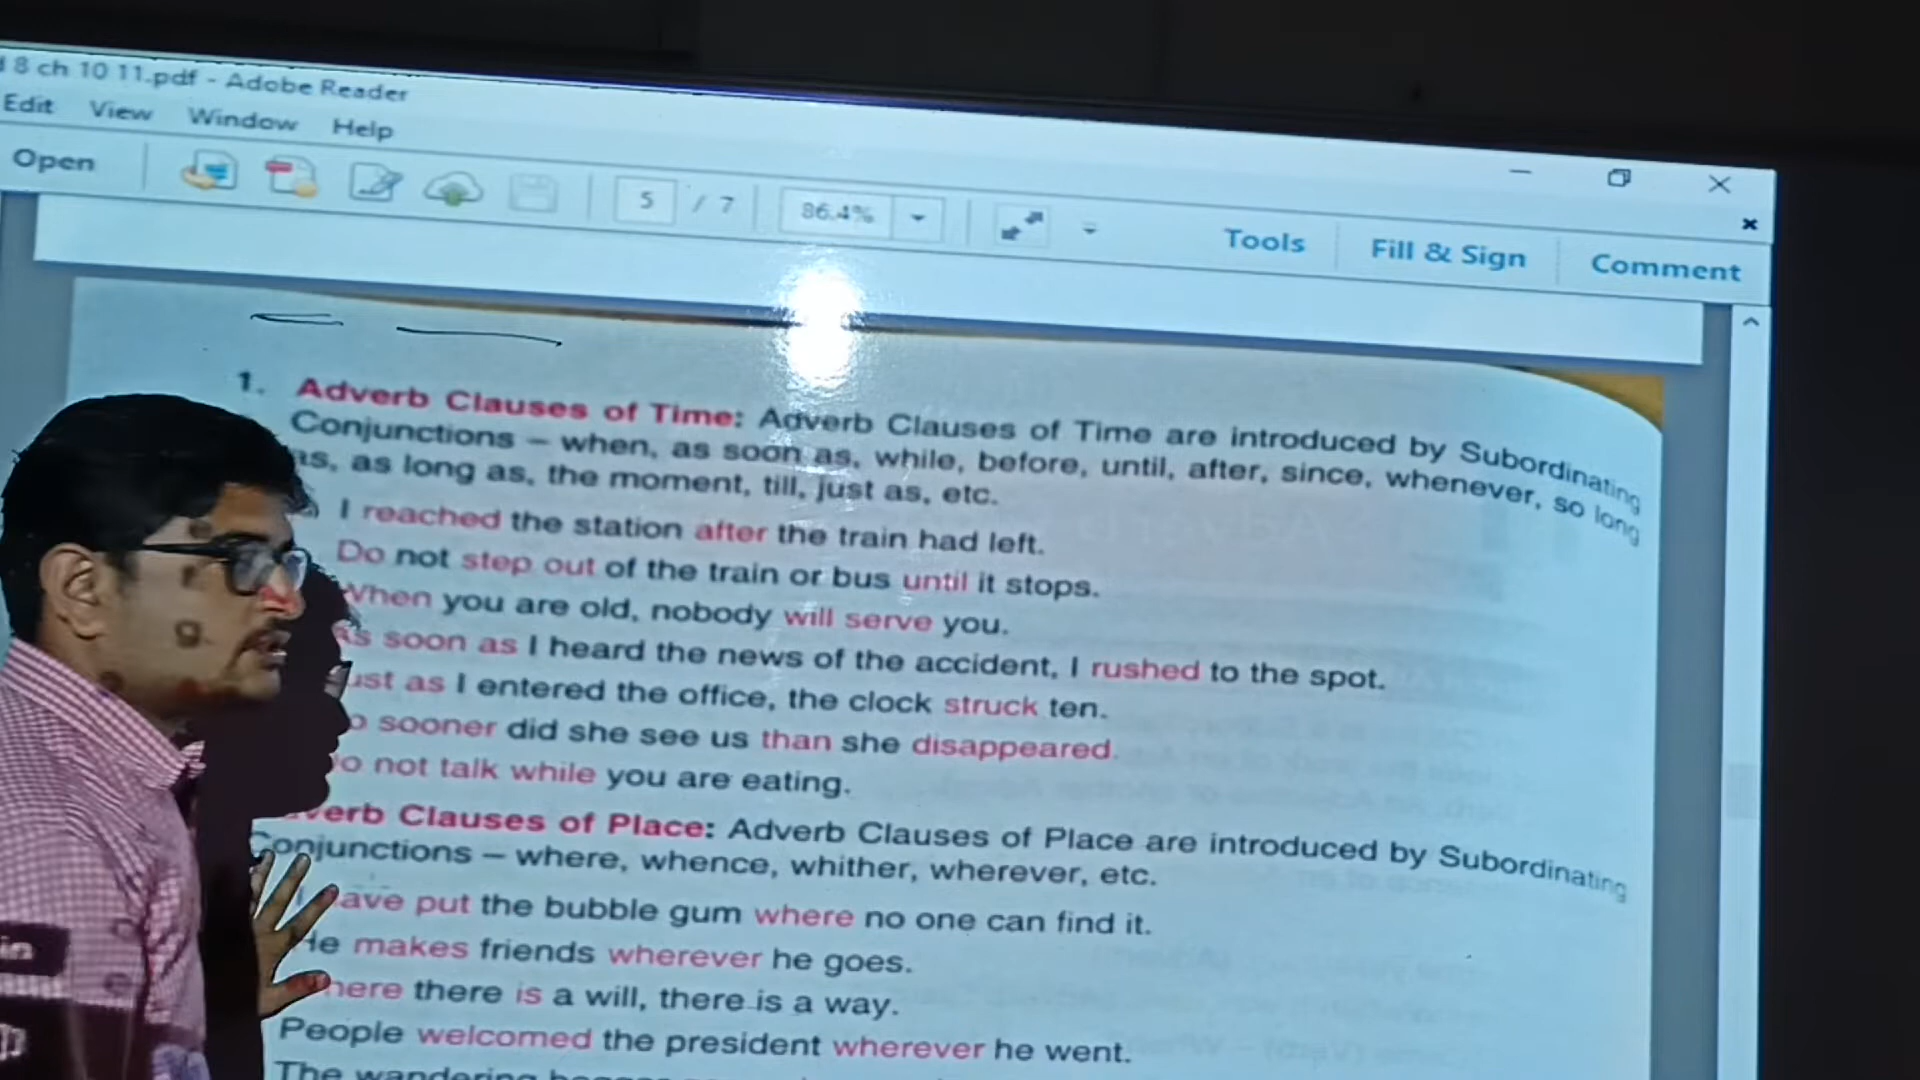 8 ch 10 11.pdf - Adobe Reader
Edit View Window Help
Open 5 / 7 86.4% Tools Fill & Sign Comment
1. Adverb Clauses of Time: Adverb Clauses of Time are introduced by Subordinating
Conjunctions – when, as soon as, while, before, until, after, since, whenever, so long
as, as long as, the moment, till, just as, etc.
I reached the station after the train had left.
Do not step out of the train or bus until it stops.
When you are old, nobody will serve you.
As soon as I heard the news of the accident, I rushed to the spot.
ust as I entered the office, the clock struck ten.
o sooner did she see us than she disappeared.
o not talk while you are eating.
verb Clauses of Place: Adverb Clauses of Place are introduced by Subordinating
Conjunctions – where, whence, whither, wherever, etc.
I have put the bubble gum where no one can find it.
He makes friends wherever he goes.
here there is a will, there is a way.
People welcomed the president wherever he went.
The wandering
in